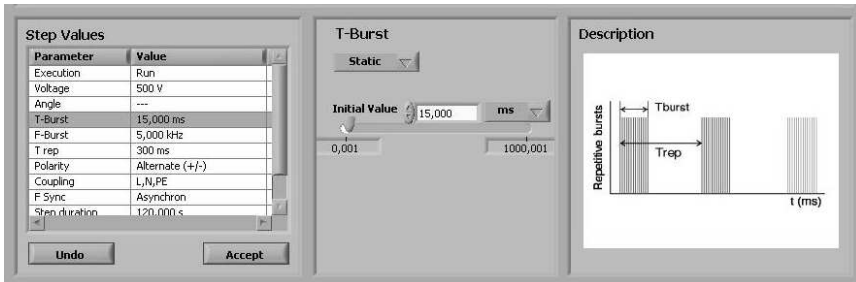 Step Values
Parameter Value
Execution Run
Voltage 500 V
Angle ---
T-Burst 15,000 ms
F-Burst 5,000 kHz
T rep 300 ms
Polarity Alternate (+/-)
Coupling L,N,PE
F Sync Asynchron
Step duration 120,000 s
Undo Accept
T-Burst
Static
Initial Value 15,000 ms
0,001 1000,001
Description
Repetitive bursts
Tburst
Trep
t (ms)